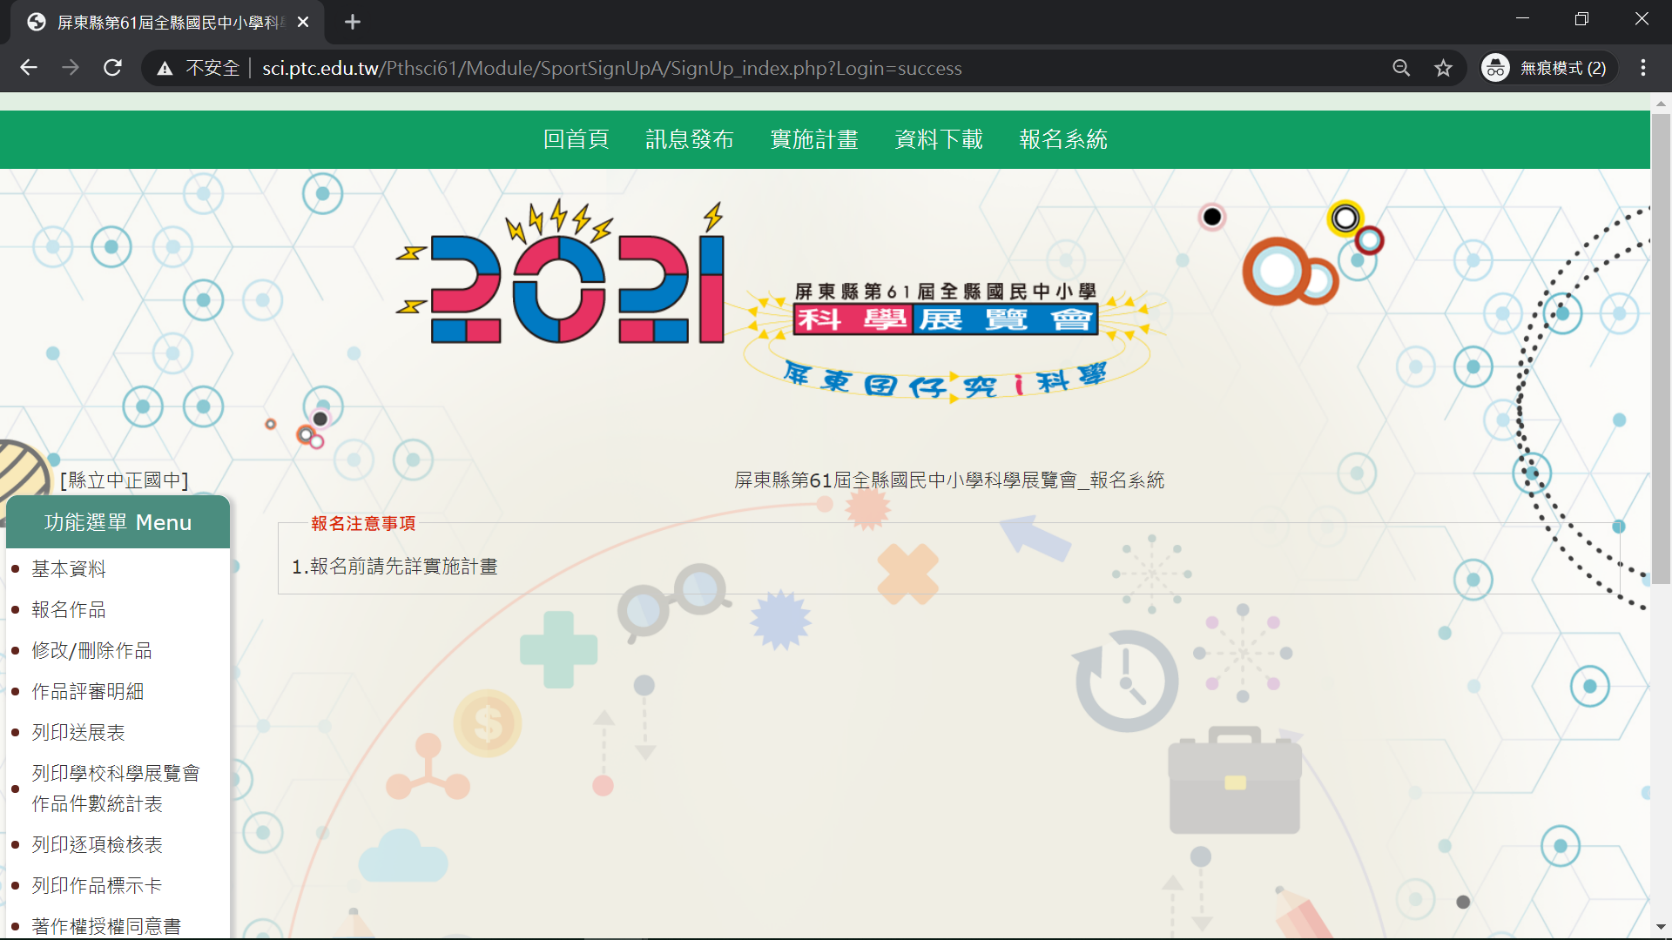 屏東縣第61屆全縣國民中小學科
不安全
sci.ptc.edu.tw/Pthsci61/Module/SportSignUpA/SignUp_index.php?Login=success
無痕模式 (2)
回首頁 訊息發布 實施計畫 資料下載 報名系統
2021
屏東縣第61屆全縣國民中小學
科學展覽會
屏東囝仔究i科學
[縣立中正國中]
屏東縣第61屆全縣國民中小學科學展覽會_報名系統
功能選單 Menu
報名注意事項
1.報名前請先詳實施計畫
基本資料
報名作品
修改/刪除作品
作品評審明細
列印送展表
列印學校科學展覽會
作品件數統計表
列印逐項檢核表
列印作品標示卡
著作權授權同意書
$